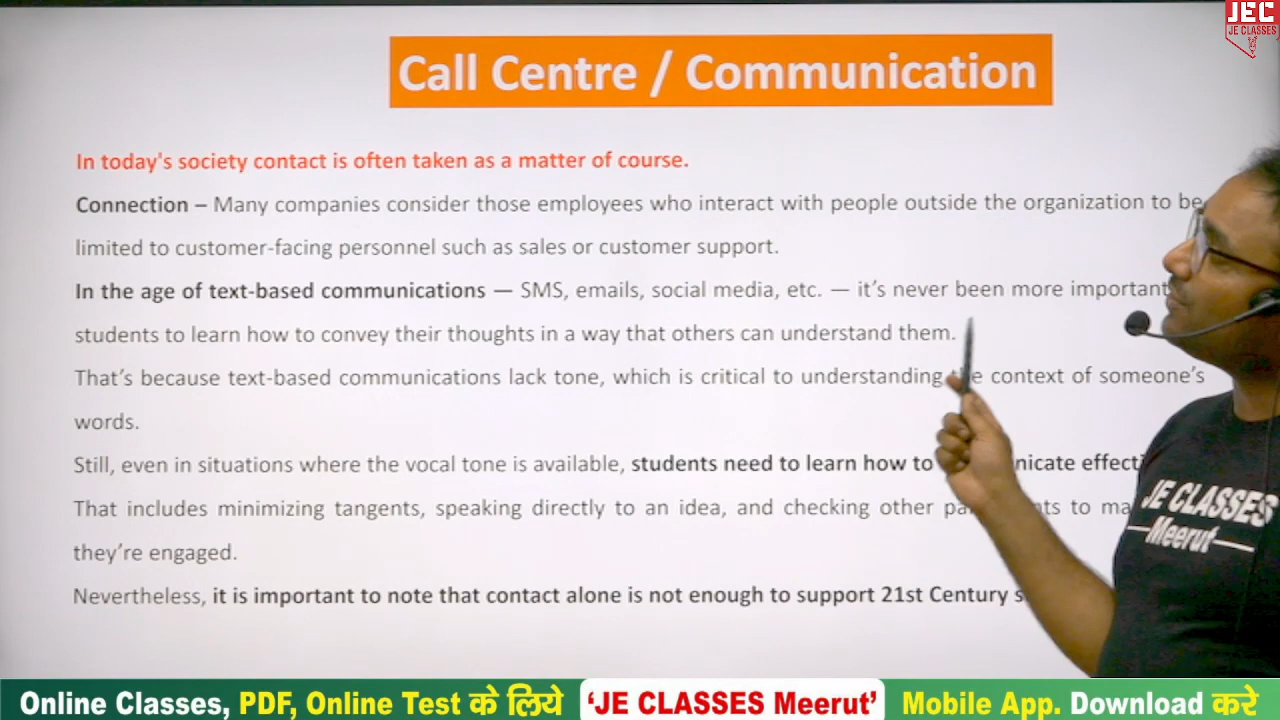 JEC
JE CLASSES
Call Centre / Communication
In today's society contact is often taken as a matter of course.
Connection – Many companies consider those employees who interact with people outside the organization to be
limited to customer-facing personnel such as sales or customer support.
In the age of text-based communications — SMS, emails, social media, etc. — it's never been more important
students to learn how to convey their thoughts in a way that others can understand them.
That's because text-based communications lack tone, which is critical to understanding the context of someone's
words.
Still, even in situations where the vocal tone is available, students need to learn how to
That includes minimizing tangents, speaking directly to an idea, and checking other to
they're engaged.
Nevertheless, it is important to note that contact alone is not enough to support 21st Century
JE CLASSES
Meerut
Online Classes, PDF, Online Test के लिये 'JE CLASSES Meerut' Mobile App. Download करे